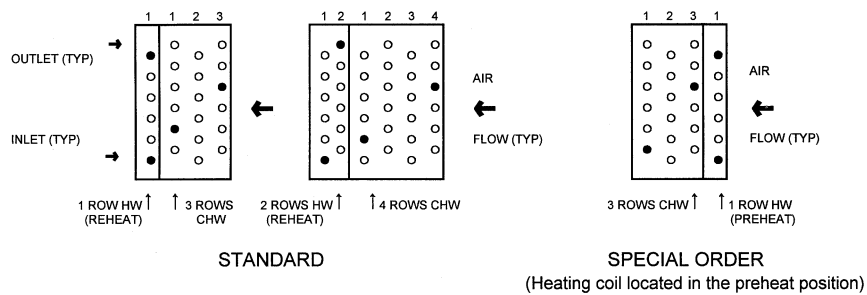 1 1 2 3
1 2 1 2 3 4
1 2 3 1
OUTLET (TYP)
AIR
AIR
INLET (TYP)
FLOW (TYP)
FLOW (TYP)
1 ROW HW
(REHEAT)
3 ROWS
CHW
2 ROWS HW
(REHEAT)
4 ROWS CHW
3 ROWS CHW
1 ROW HW
(PREHEAT)
STANDARD
SPECIAL ORDER
(Heating coil located in the preheat position)